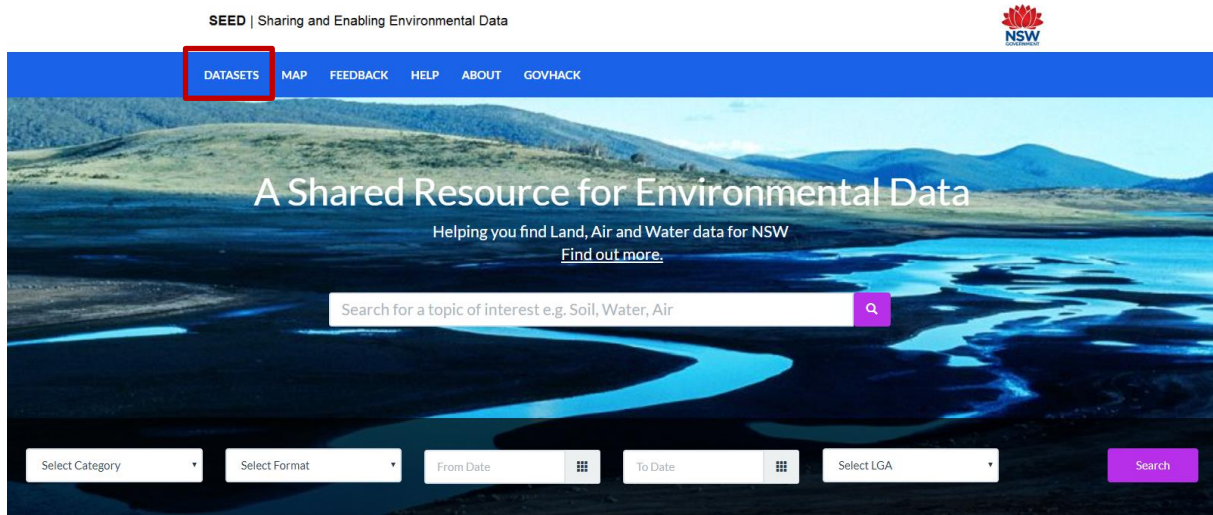 SEED | Sharing and Enabling Environmental Data
NSW
GOVERNMENT
DATASETS MAP FEEDBACK HELP ABOUT GOVHACK
A Shared Resource for Environmental Data
Helping you find Land, Air and Water data for NSW
Find out more.
Search for a topic of interest e.g. Soil, Water, Air
Select Category Select Format From Date To Date Select LGA Search